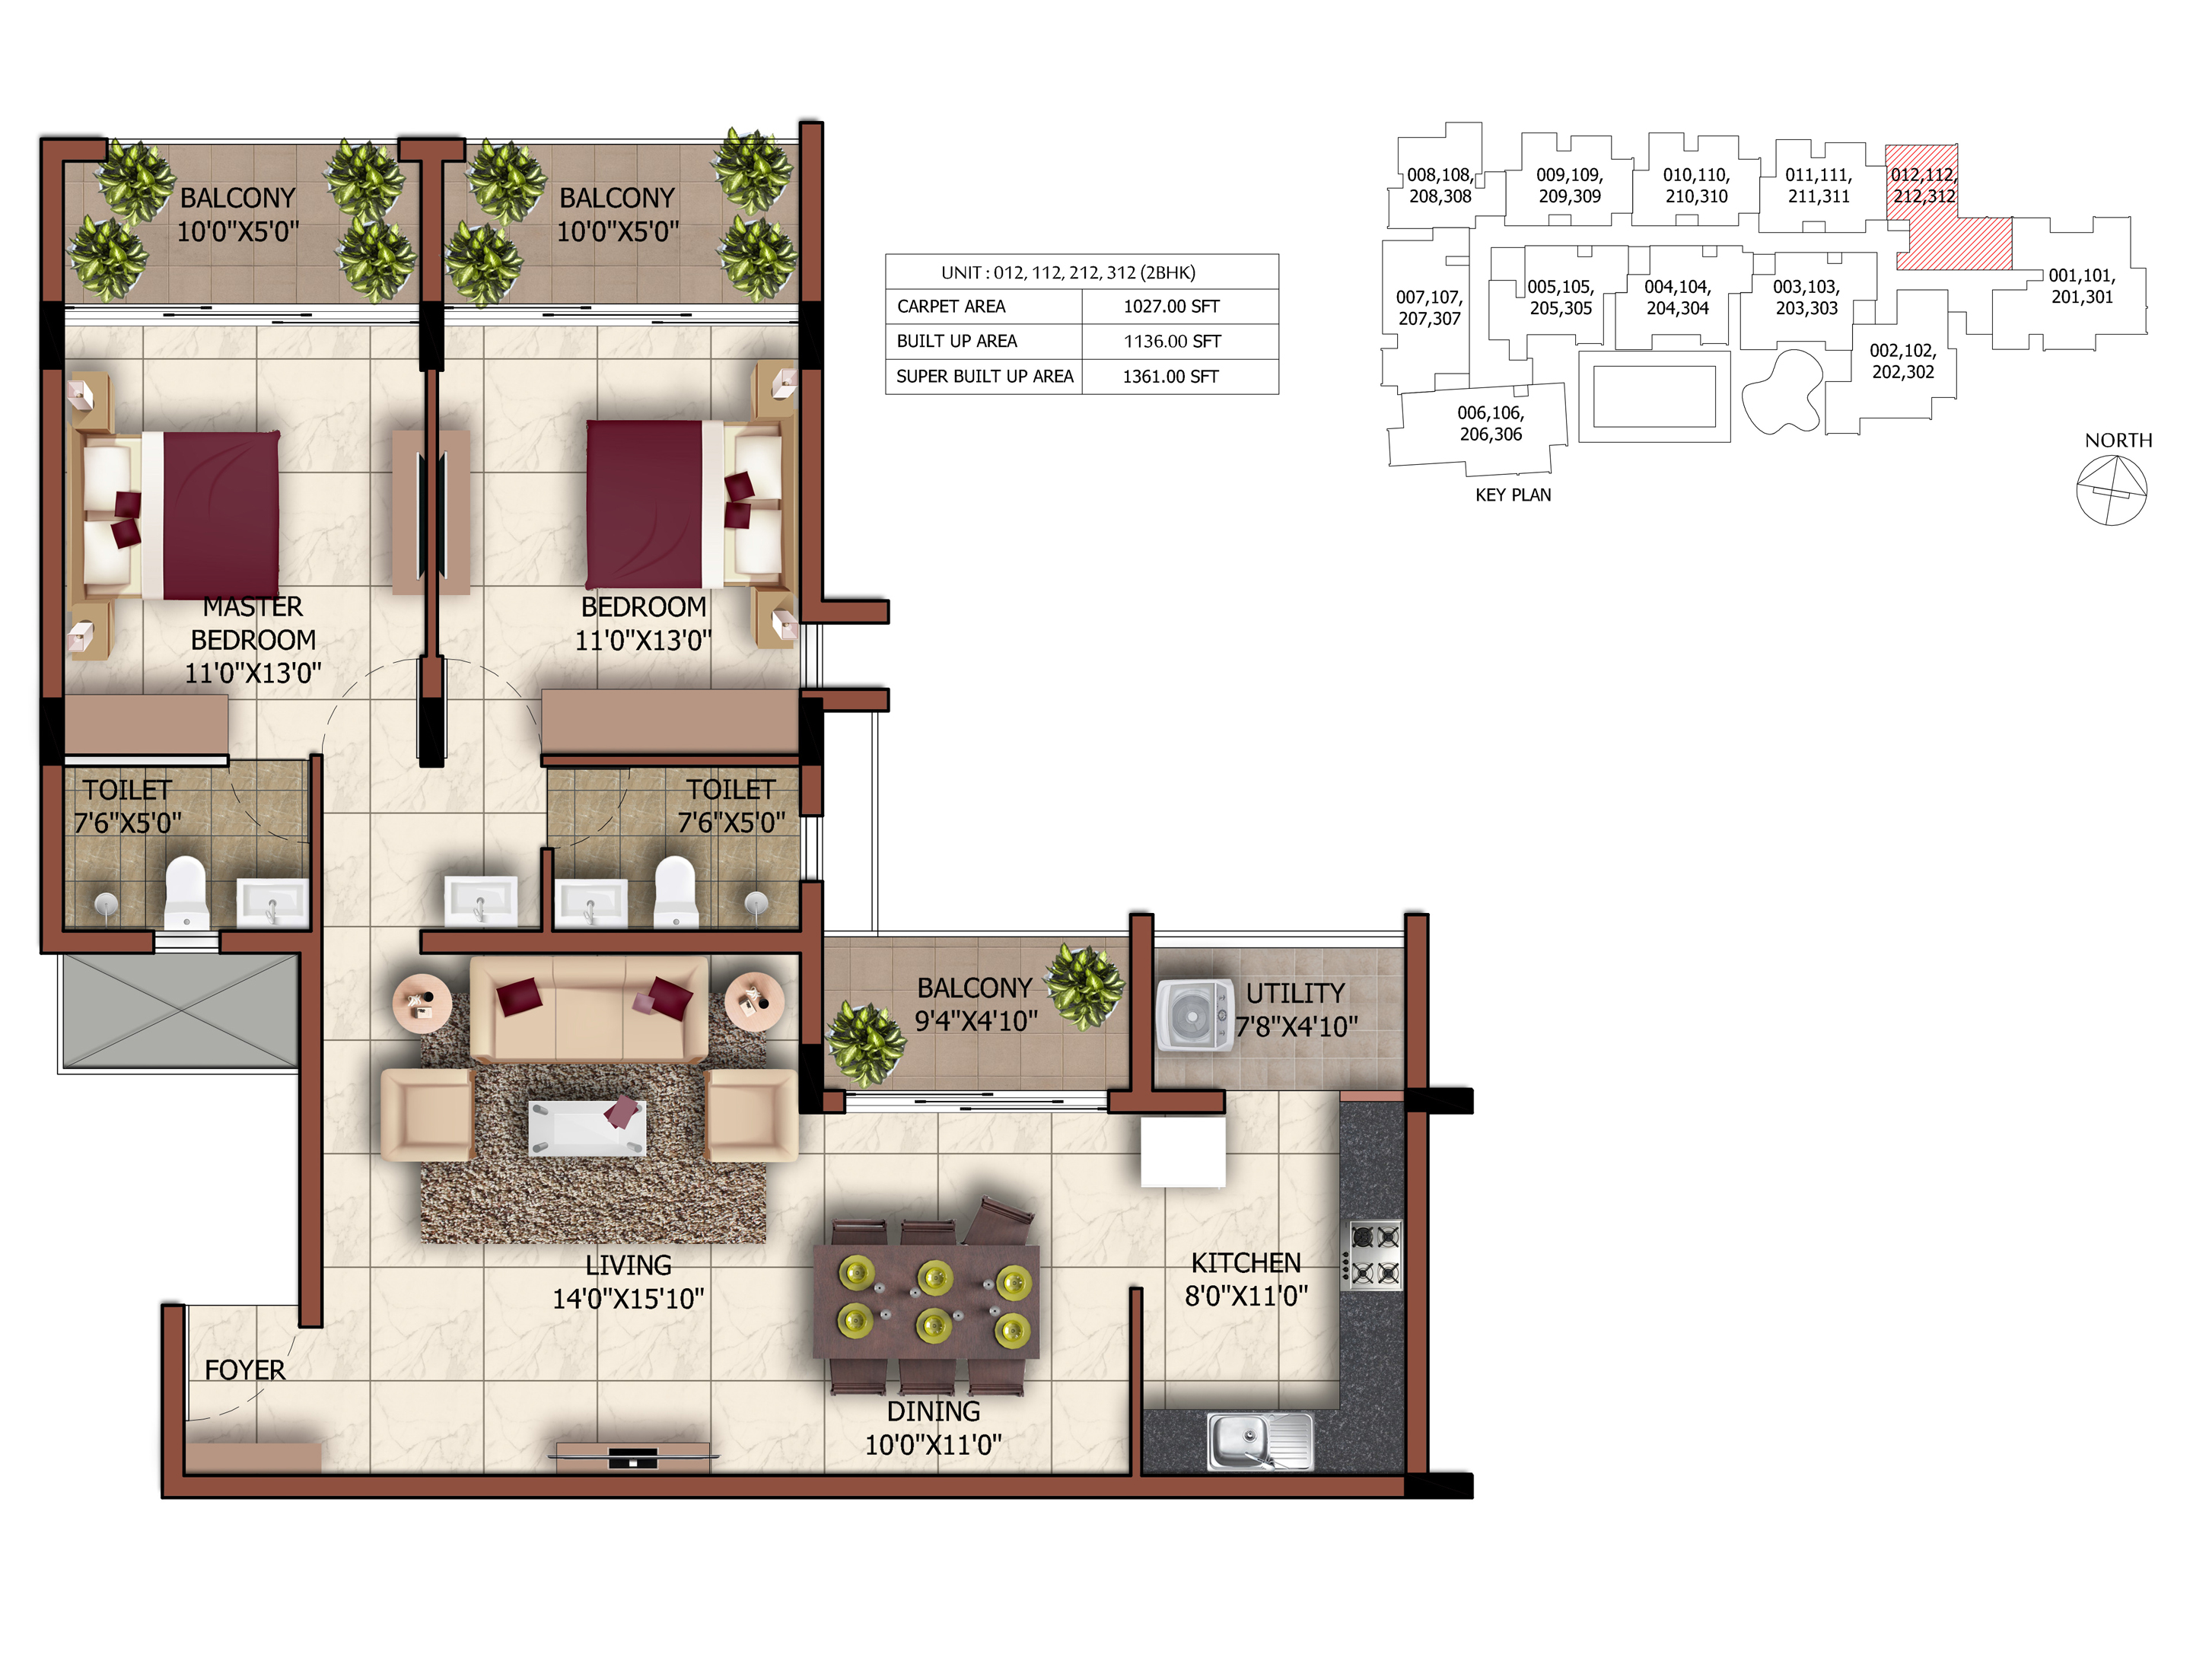 BALCONY
10'0"X5'0"
BALCONY
10'0"X5'0"
MASTER
BEDROOM
11'0"X13'0"
BEDROOM
11'0"X13'0"
TOILET
7'6"X5'0"
TOILET
7'6"X5'0"
BALCONY
9'4"X4'10"
UTILITY
7'8"X4'10"
LIVING
14'0"X15'10"
KITCHEN
8'0"X11'0"
FOYER
DINING
10'0"X11'0"
UNIT : 012, 112, 212, 312 (2BHK)
CARPET AREA 1027.00 SFT
BUILT UP AREA 1136.00 SFT
SUPER BUILT UP AREA 1361.00 SFT
008,108,
208,308
009,109,
209,309
010,110,
210,310
011,111,
211,311
012,112,
212,312
007,107,
207,307
005,105,
205,305
004,104,
204,304
003,103,
203,303
001,101,
201,301
002,102,
202,302
006,106,
206,306
KEY PLAN
NORTH